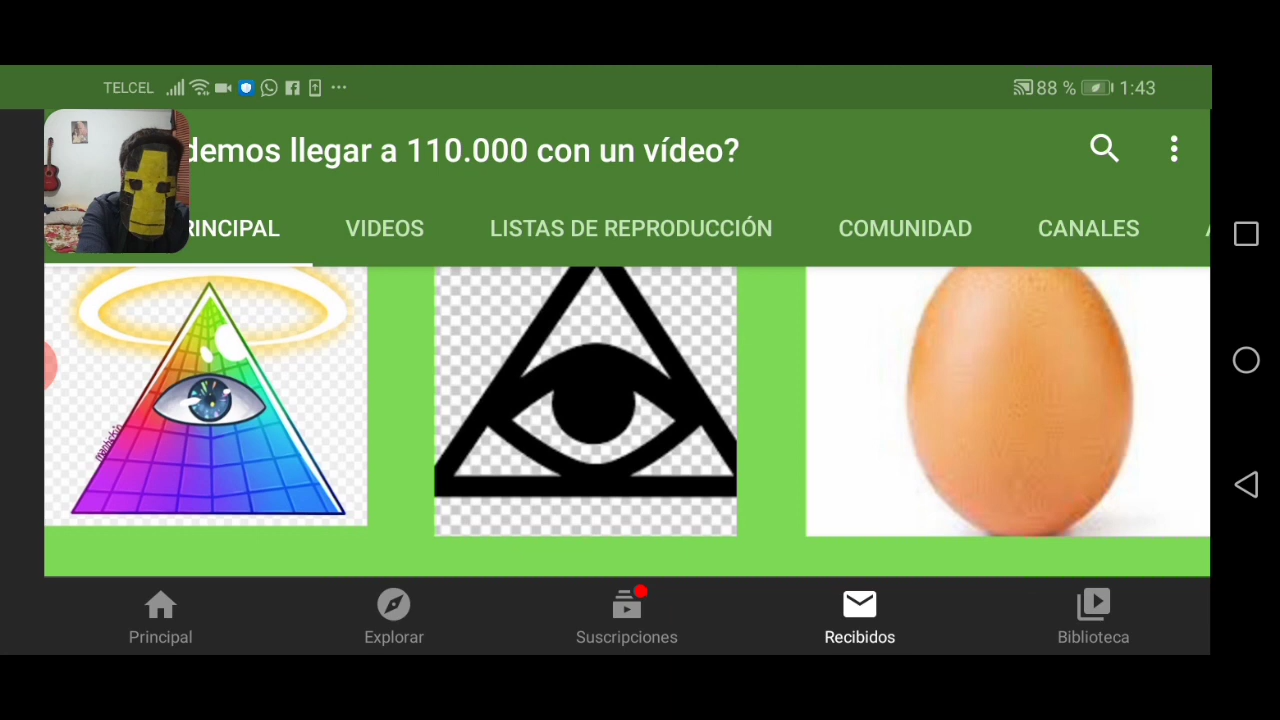 TELCEL 88 % 1:43
demos llegar a 110.000 con un vídeo?
RINCIPAL VIDEOS LISTAS DE REPRODUCCIÓN COMUNIDAD CANALES
Principal Explorar Suscripciones Recibidos Biblioteca